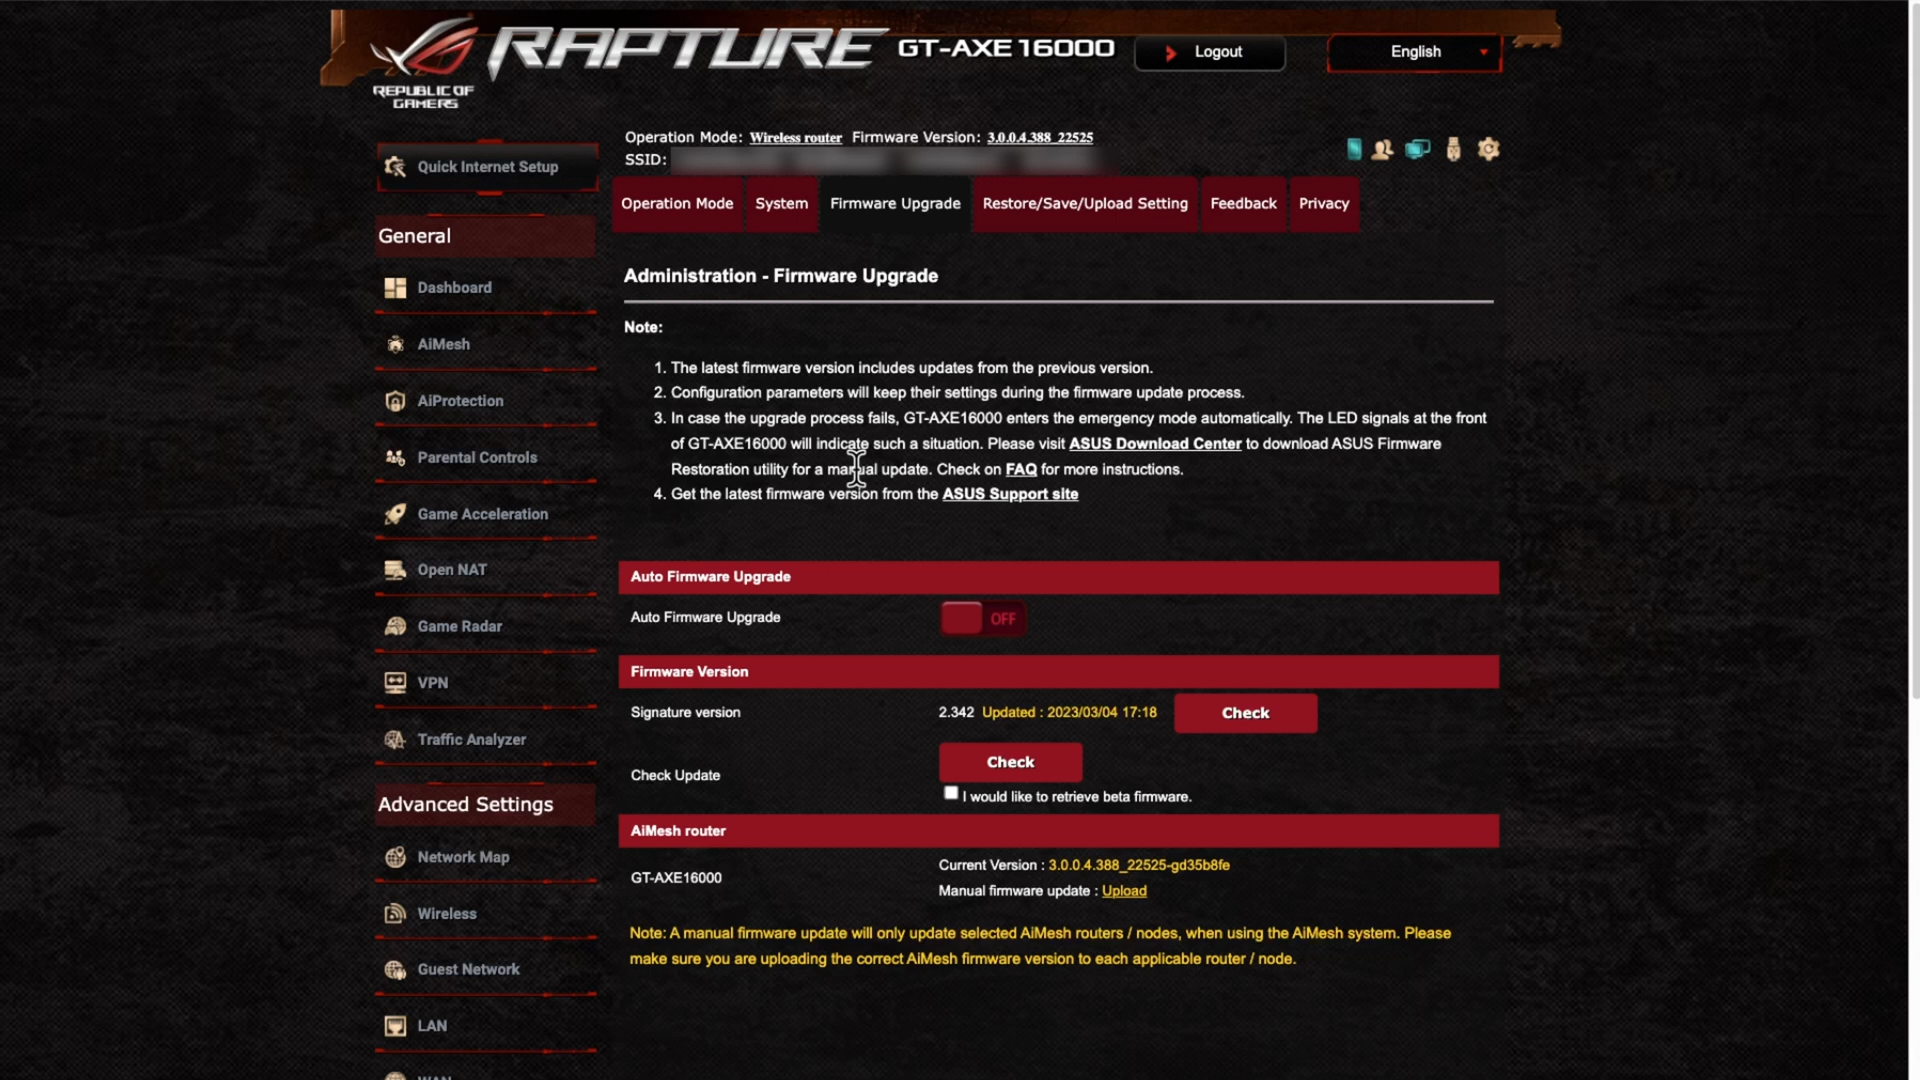 RAPTURE GT-AXE16000
Logout
English
REPUBLIC OF
GAMERS
Operation Mode: Wireless router Firmware Version: 3.0.0.4.388_22525
SSID:
Quick Internet Setup
Operation Mode
System
Firmware Upgrade
Restore/Save/Upload Setting
Feedback
Privacy
General
Dashboard
AiMesh
AiProtection
Parental Controls
Game Acceleration
Open NAT
Game Radar
VPN
Traffic Analyzer
Advanced Settings
Network Map
Wireless
Guest Network
LAN
WAN
Administration - Firmware Upgrade
Note:
1. The latest firmware version includes updates from the previous version.
2. Configuration parameters will keep their settings during the firmware update process.
3. In case the upgrade process fails, GT-AXE16000 enters the emergency mode automatically. The LED signals at the front
of GT-AXE16000 will indicate such a situation. Please visit ASUS Download Center to download ASUS Firmware
Restoration utility for a manual update. Check on FAQ for more instructions.
4. Get the latest firmware version from the ASUS Support site
Auto Firmware Upgrade
Auto Firmware Upgrade OFF
Firmware Version
Signature version 2.342 Updated : 2023/03/04 17:18 Check
Check Update Check
I would like to retrieve beta firmware.
AiMesh router
GT-AXE16000
Current Version : 3.0.0.4.388_22525-gd35b8fe
Manual firmware update : Upload
Note: A manual firmware update will only update selected AiMesh routers / nodes, when using the AiMesh system. Please
make sure you are uploading the correct AiMesh firmware version to each applicable router / node.